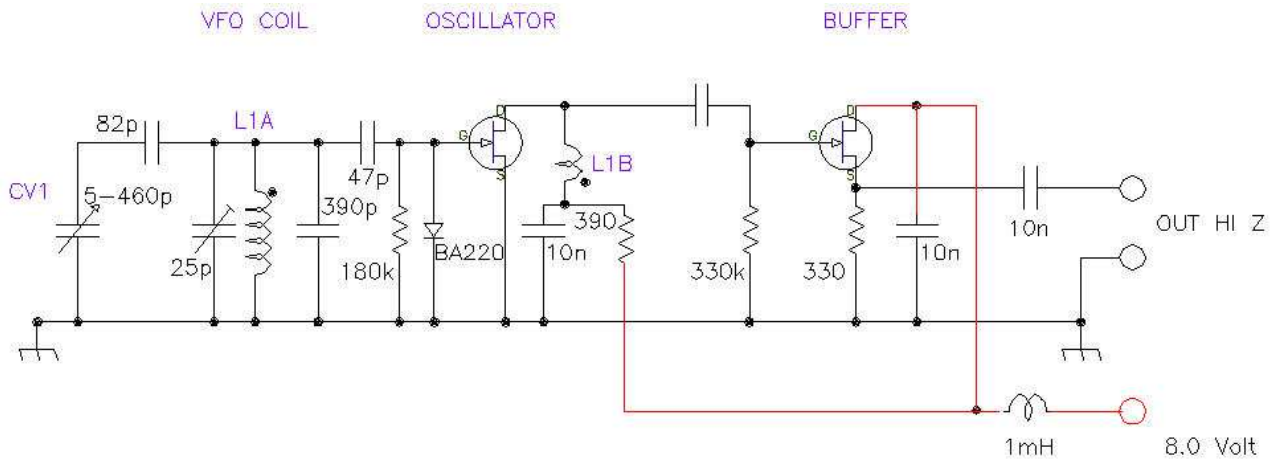 VFO COIL
OSCILLATOR
BUFFER
82p
L1A
D
G
S
L1B
D
G
S
CV1
5-460p
47p
390p
25p
180k
BA220
10n
390
330k
330
10n
10n
OUT HI Z
1mH
8.0 Volt